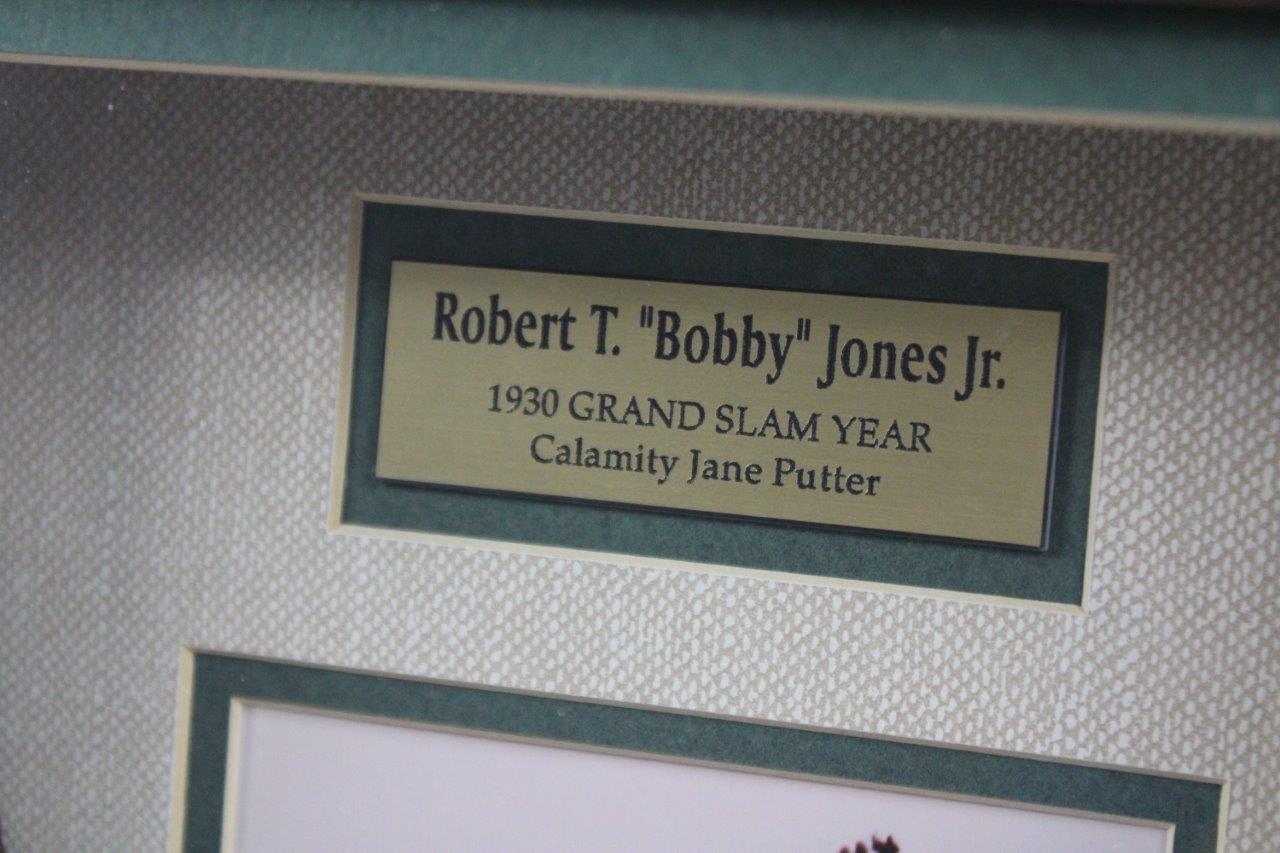 Robert T. "Bobby" Jones Jr.
1930 GRAND SLAM YEAR
Calamity Jane Putter